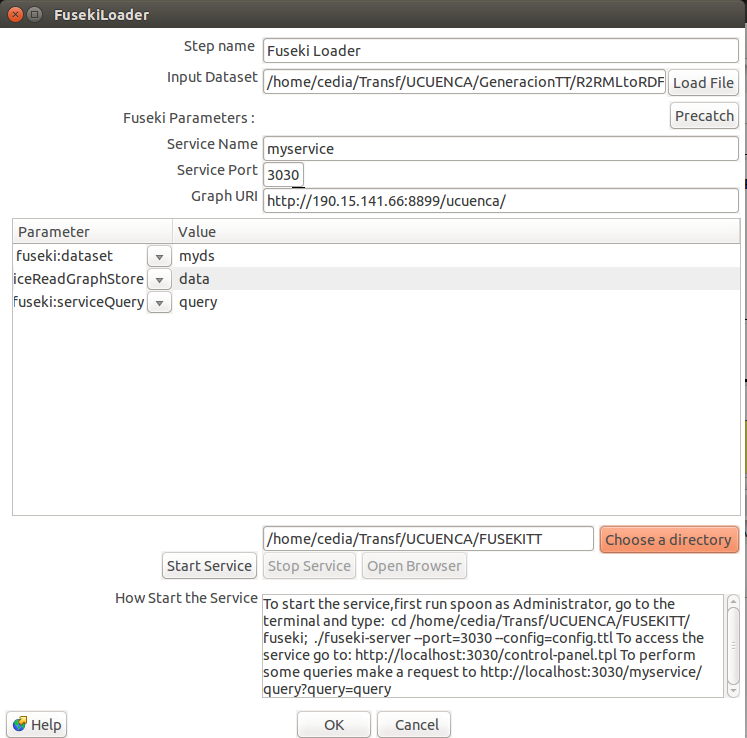 FusekiLoader
Step name Fuseki Loader
Input Dataset /home/cedia/Transf/UCUENCA/GeneracionTT/R2RMLtoRDF Load File
Fuseki Parameters : Precatch
Service Name myservice
Service Port 3030
Graph URI http://190.15.141.66:8899/ucuenca/
Parameter Value
fuseki:dataset myds
iceReadGraphStore data
fuseki:serviceQuery query
/home/cedia/Transf/UCUENCA/FUSEKITT Choose a directory
Start Service Stop Service Open Browser
How Start the Service
To start the service,first run spoon as Administrator, go to the
terminal and type:  cd /home/cedia/Transf/UCUENCA/FUSEKITT/
fuseki;  ./fuseki-server --port=3030 --config=config.ttl To access the
service go to: http://localhost:3030/control-panel.tpl To perform
some queries make a request to http://localhost:3030/myservice/
query?query=query
Help OK Cancel